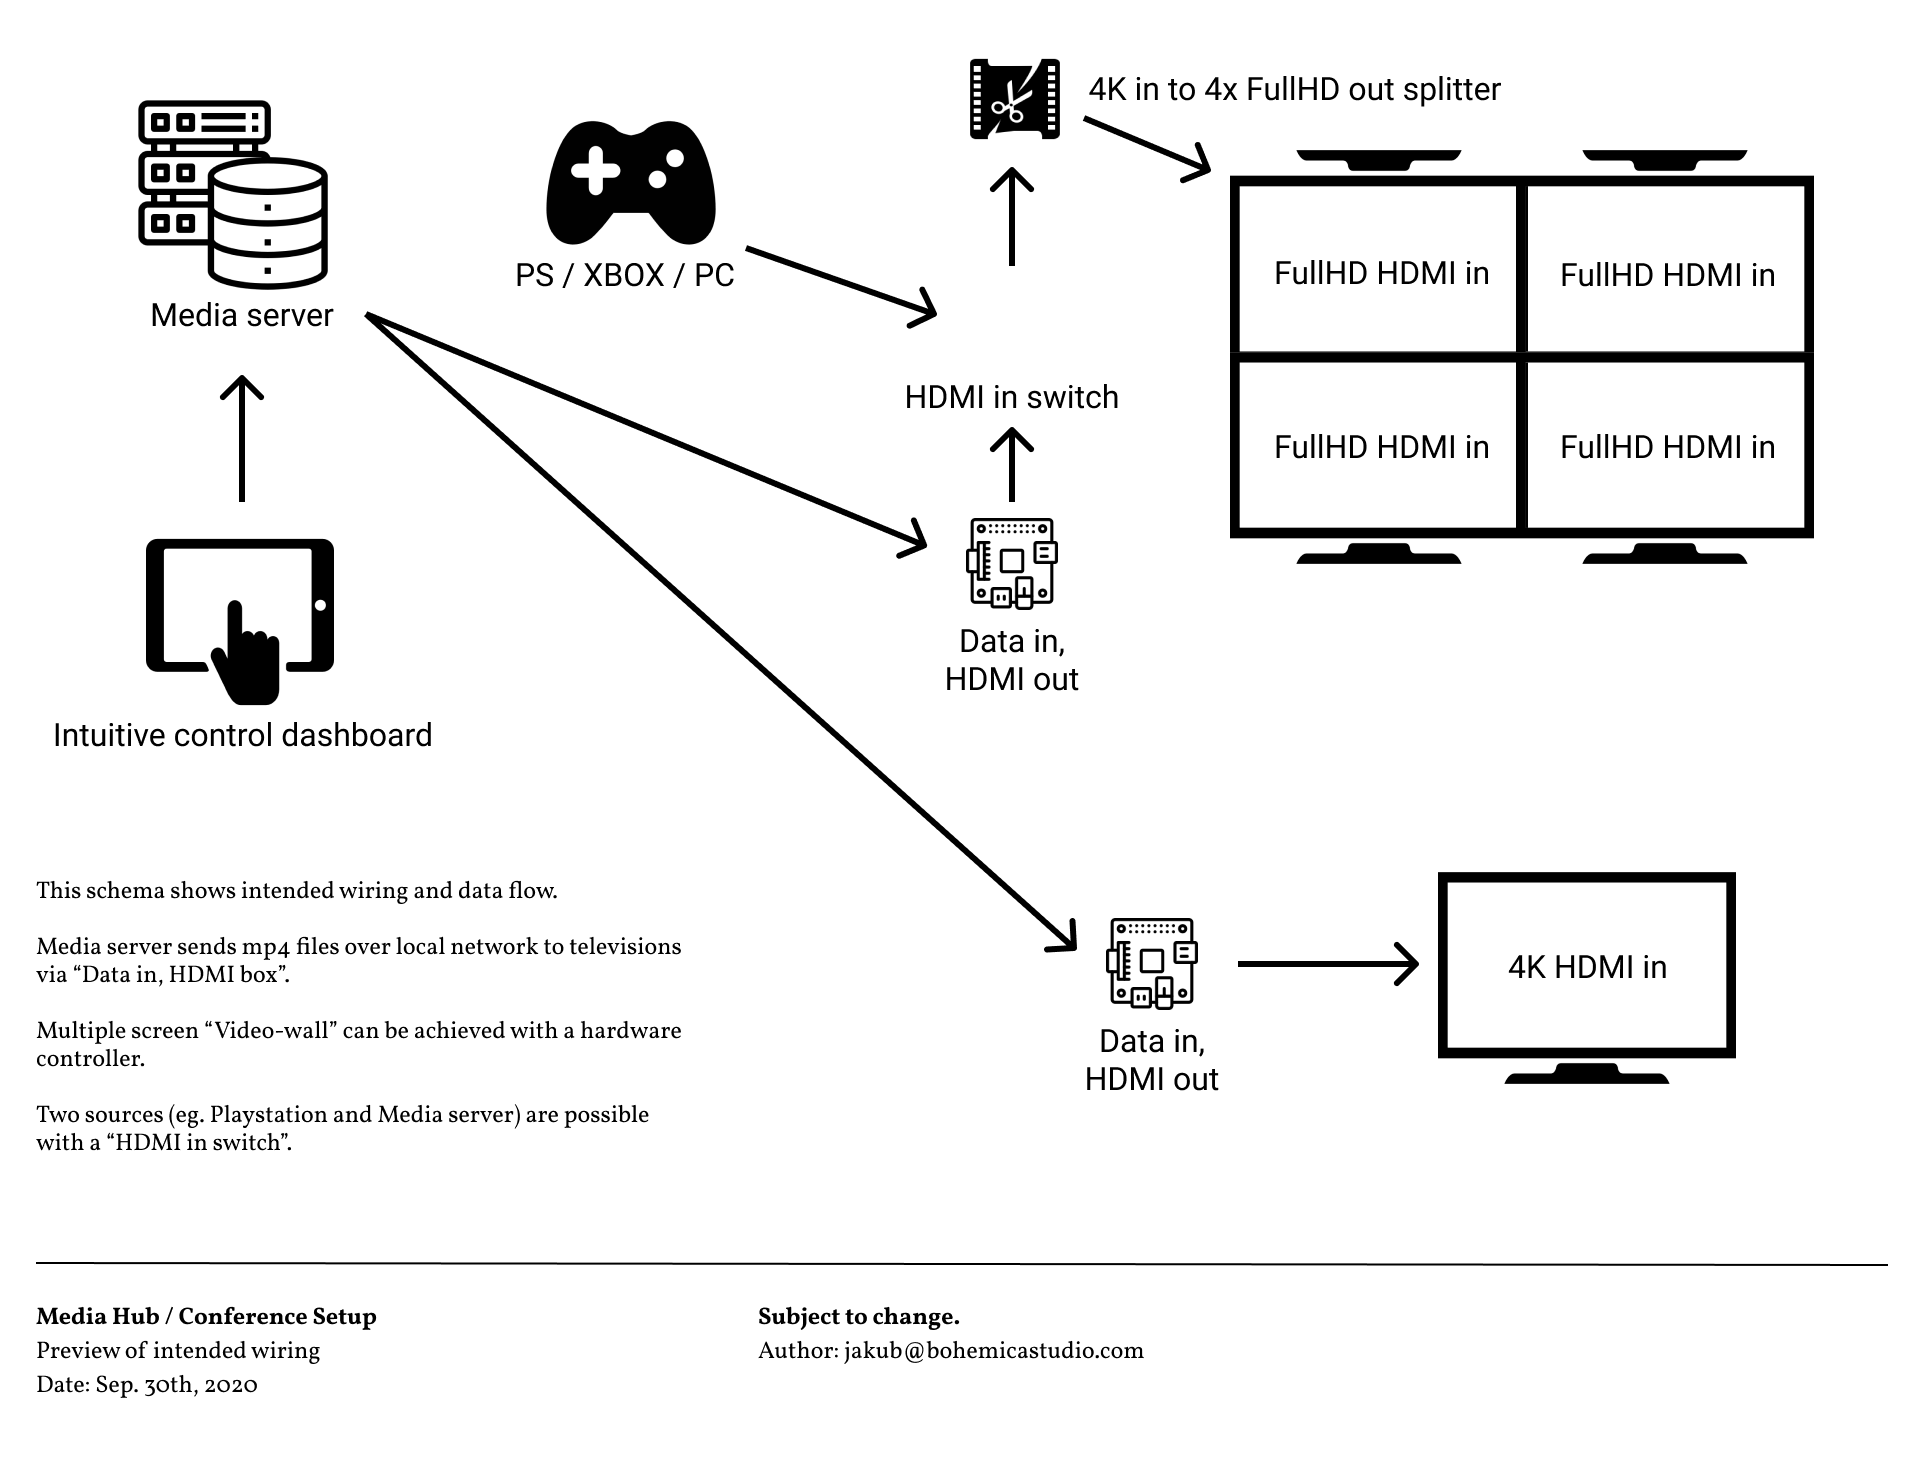 4K in to 4x FullHD out splitter
PS / XBOX / PC
Media server
FullHD HDMI in
FullHD HDMI in
HDMI in switch
FullHD HDMI in
FullHD HDMI in
Data in,
HDMI out
Intuitive control dashboard
This schema shows intended wiring and data flow.
Media server sends mp4 files over local network to televisions
via “Data in, HDMI box”.
Multiple screen “Video-wall” can be achieved with a hardware
controller.
Two sources (eg. Playstation and Media server) are possible
with a “HDMI in switch”.
4K HDMI in
Data in,
HDMI out
Media Hub / Conference Setup
Preview of intended wiring
Date: Sep. 30th, 2020
Subject to change.
Author: jakub@bohemicastudio.com